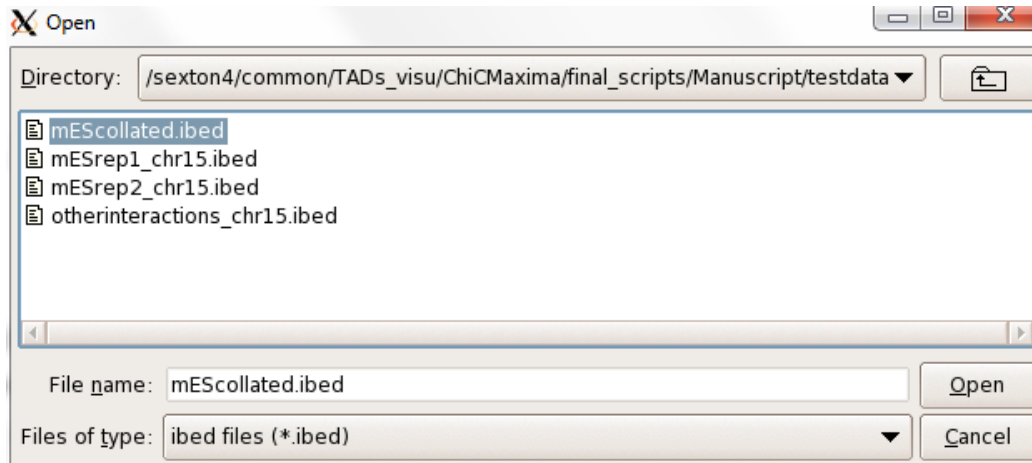 Open
Directory: /sexton4/common/TADs_visu/ChiCMaxima/final_scripts/Manuscript/testdata
mEScollated.ibed
mESrep1_chr15.ibed
mESrep2_chr15.ibed
otherinteractions_chr15.ibed
File name: mEScollated.ibed Open
Files of type: ibed files (*.ibed) Cancel